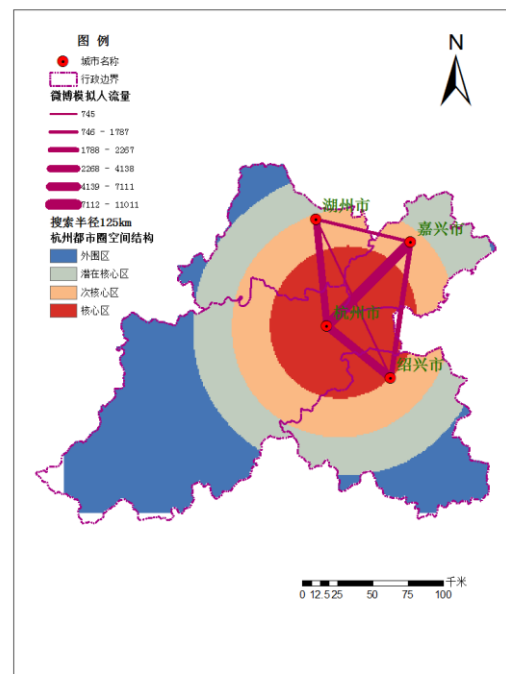 图 例
城市名称
行政边界
微博模拟人流量
745
746 - 1787
1788 - 2267
2268 - 4138
4139 - 7111
7112 - 11011
搜索半径125km
杭州都市圈空间结构
外围区
潜在核心区
次核心区
核心区
N
湖州市
嘉兴市
杭州市
绍兴市
千米
0 12.5 25 50 75 100